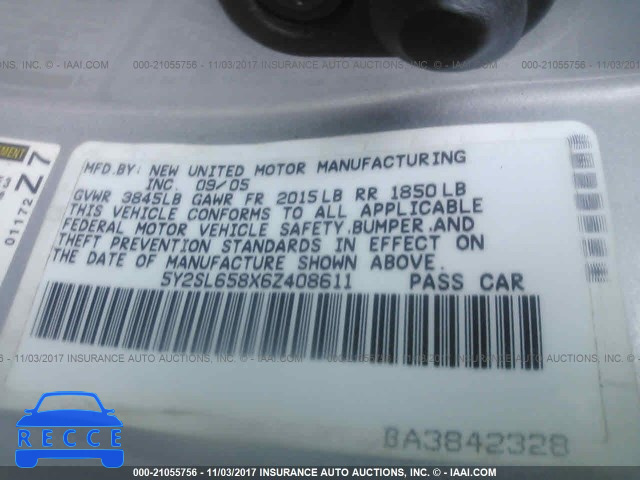 000-21055756 - 11/03/2017 INSURANCE AUTO AUCTIONS, INC. © - IAAI.COM
MFD.BY: NEW UNITED MOTOR MANUFACTURING
INC. 09/05
GVWR 3845LB GAWR FR 2015LB RR 1850LB
THIS VEHICLE CONFORMS TO ALL APPLICABLE
FEDERAL MOTOR VEHICLE SAFETY,BUMPER,AND
THEFT PREVENTION STANDARDS IN EFFECT ON
THE DATE OF MANUFACTURE SHOWN ABOVE.
5Y2SL658X6Z408611 PASS CAR
01172 Z7
BA3842328
RECCE
000-21055756 - 11/03/2017 INSURANCE AUTO AUCTIONS, INC. © - IAAI.COM